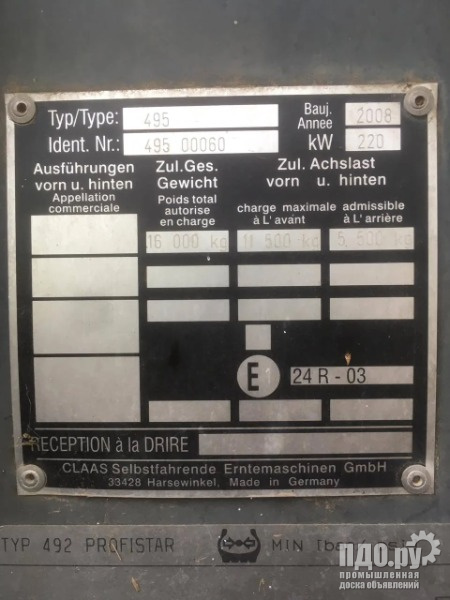 Typ/Type: 495 Bauj. Annee 2008
Ident. Nr.: 495 00060 kW 220
Ausführungen vorn u. hinten
Appellation commerciale
Zul. Ges. Gewicht
Poids total autorise en charge
Zul. Achslast vorn u. hinten
charge maximale admissible
à L'avant à L'arrière
16 000 kg 11 500 kg 5 500 kg
E1 24 R - 03
RECEPTION à la DRIRE
CLAAS Selbstfahrende Erntemaschinen GmbH
33428 Harsewinkel, Made in Germany
TYP 492 PROFISTAR MIN
ПДО.ру
промышленная
доска объявлений